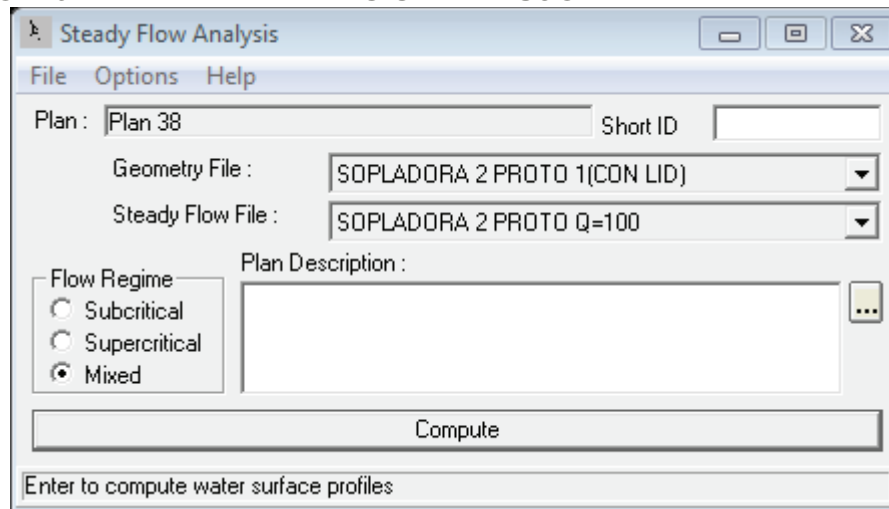 Steady Flow Analysis
File Options Help
Plan : Plan 38 Short ID
Geometry File : SOPLADORA 2 PROTO 1(CON LID)
Steady Flow File : SOPLADORA 2 PROTO Q=100
Flow Regime Plan Description :
Subcritical
Supercritical
Mixed
...
Compute
Enter to compute water surface profiles